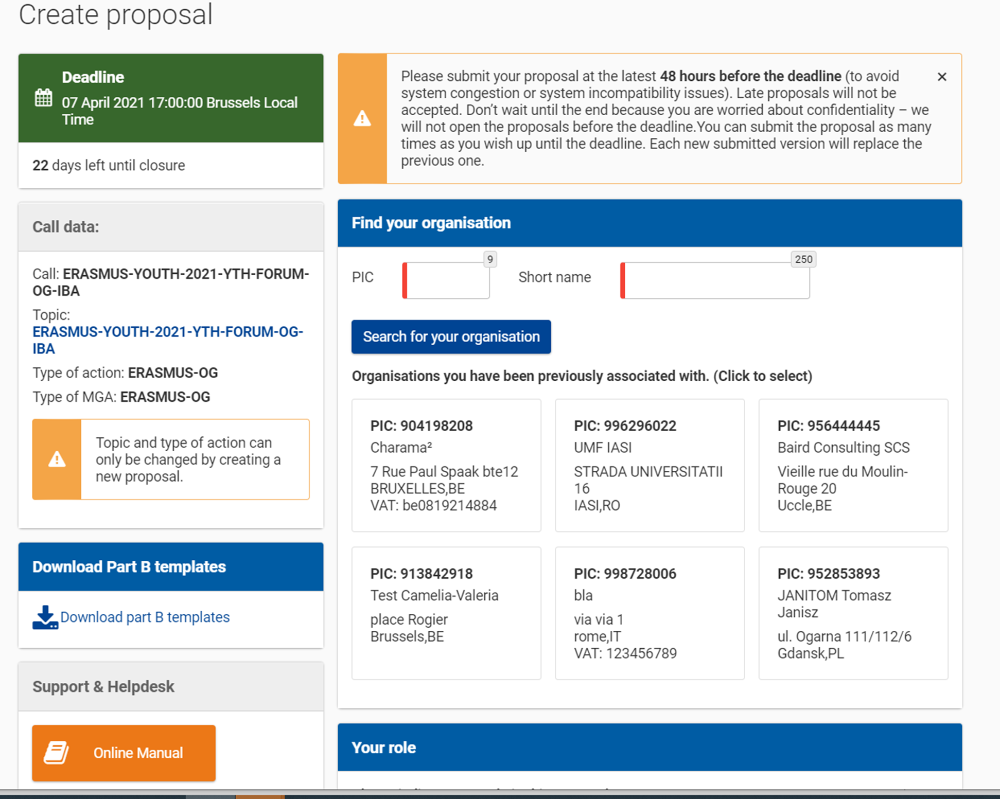 Create proposal
Deadline
07 April 2021 17:00:00 Brussels Local
Time
22 days left until closure
Call data:
Call: ERASMUS-YOUTH-2021-YTH-FORUM-
OG-IBA
Topic:
ERASMUS-YOUTH-2021-YTH-FORUM-OG-
IBA
Type of action: ERASMUS-OG
Type of MGA: ERASMUS-OG
Topic and type of action can
only be changed by creating a
new proposal.
Download Part B templates
Download part B templates
Support & Helpdesk
Online Manual
Please submit your proposal at the latest 48 hours before the deadline (to avoid
system congestion or system incompatibility issues). Late proposals will not be
accepted. Don’t wait until the end because you are worried about confidentiality – we
will not open the proposals before the deadline.You can submit the proposal as many
times as you wish up until the deadline. Each new submitted version will replace the
previous one.
Find your organisation
PIC
9
Short name
250
Search for your organisation
Organisations you have been previously associated with. (Click to select)
PIC: 904198208
Charama²
7 Rue Paul Spaak bte12
BRUXELLES,BE
VAT: be0819214884
PIC: 996296022
UMF IASI
STRADA UNIVERSITATII
16
IASI,RO
PIC: 956444445
Baird Consulting SCS
Vieille rue du Moulin-
Rouge 20
Uccle,BE
PIC: 913842918
Test Camelia-Valeria
place Rogier
Brussels,BE
PIC: 998728006
bla
via via 1
rome,IT
VAT: 123456789
PIC: 952853893
JANITOM Tomasz
Janisz
ul. Ogarna 111/112/6
Gdansk,PL
Your role